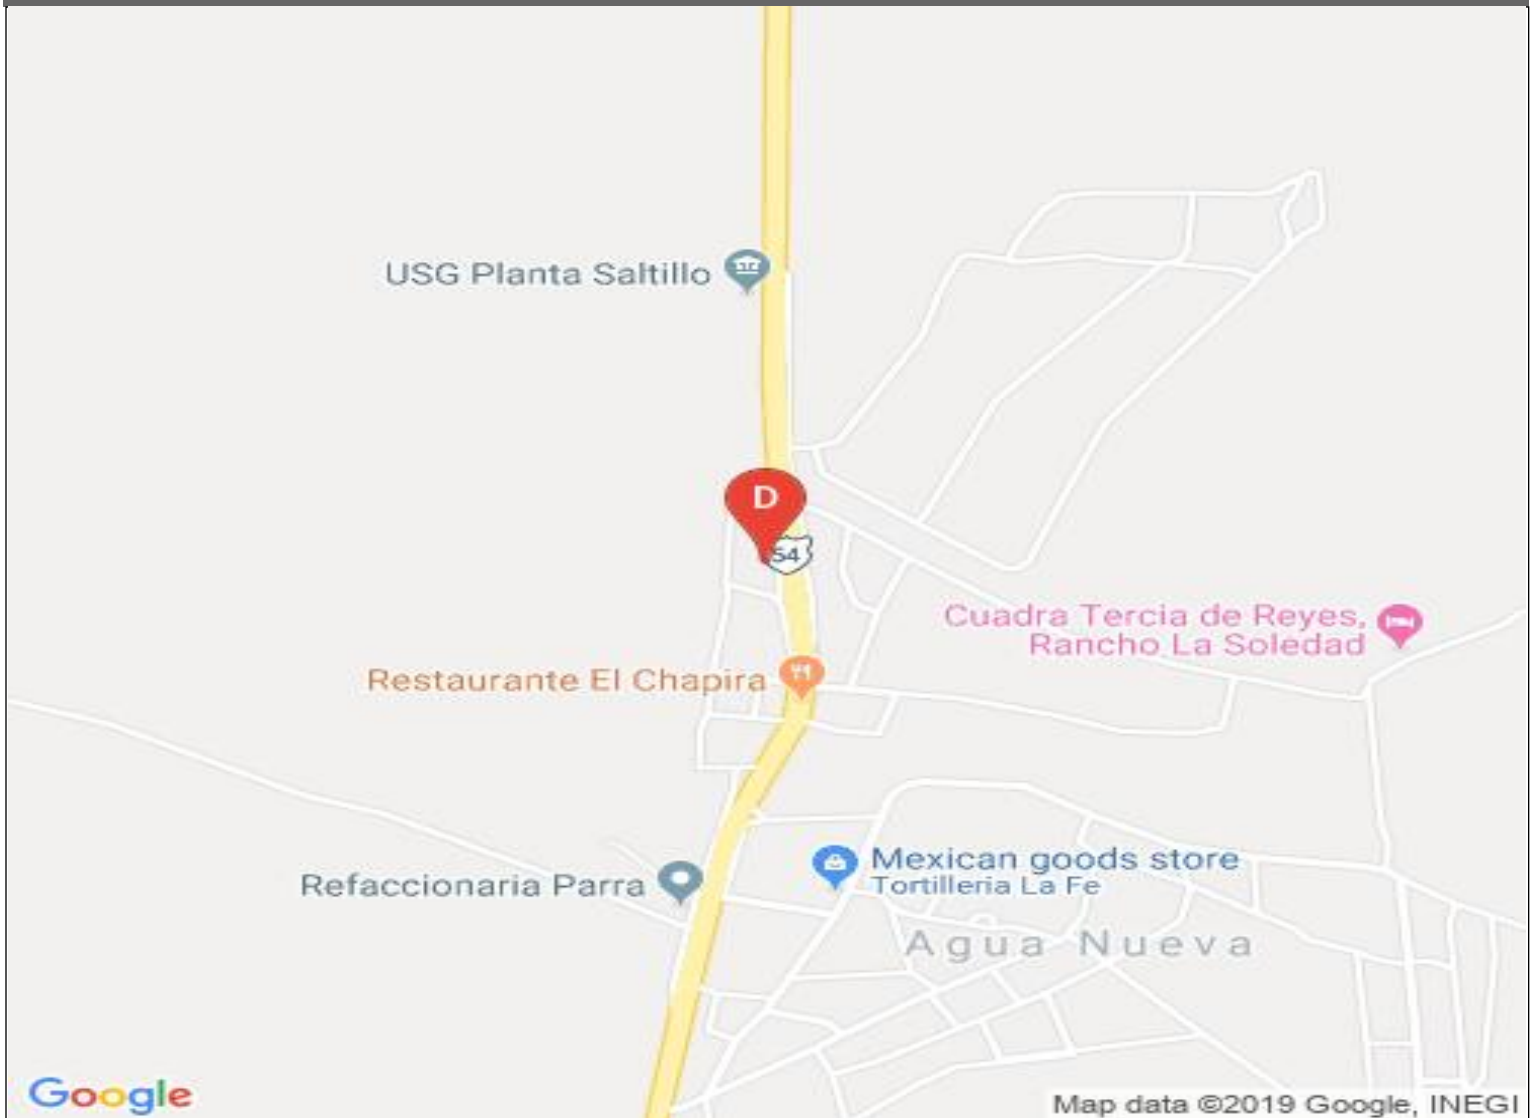 USG Planta Saltillo
D
54
Cuadra Tercia de Reyes,
Rancho La Soledad
Restaurante El Chapira
Mexican goods store
Tortilleria La Fe
Refaccionaria Parra
Agua Nueva
Google
Map data ©2019 Google, INEGI